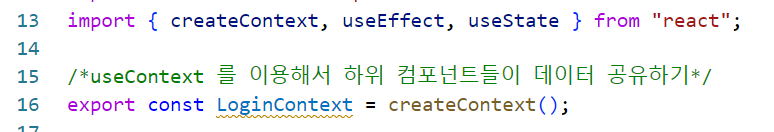 13 import { createContext, useEffect, useState } from "react";
14
15 /*useContext 를 이용해서 하위 컴포넌트들이 데이터 공유하기*/
16 export const LoginContext = createContext();
17